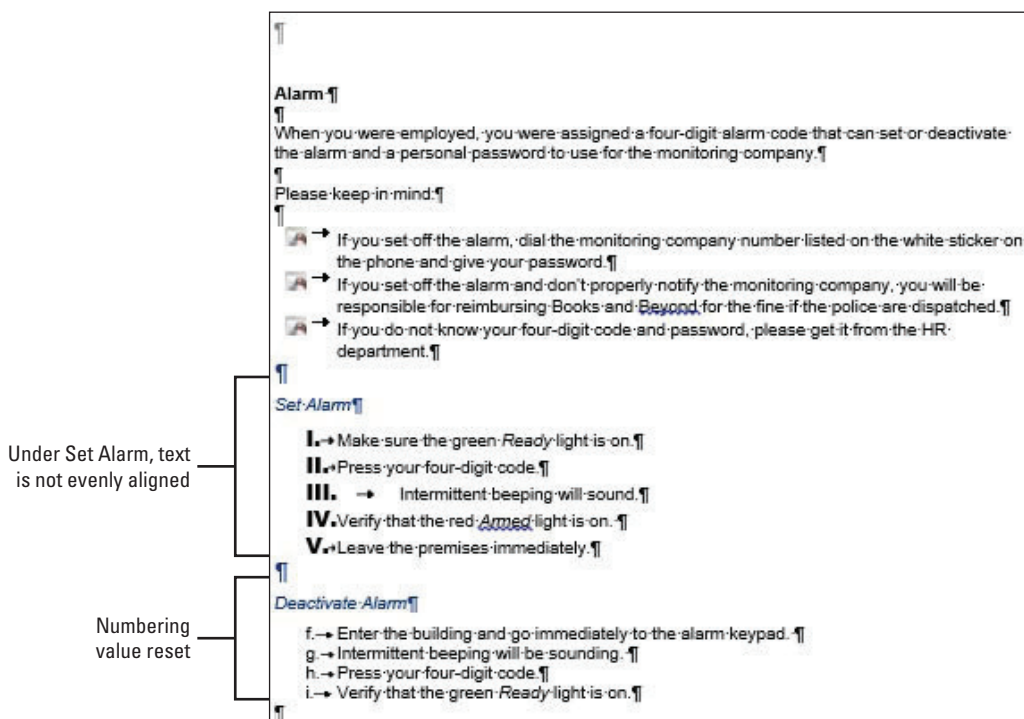 ¶
Alarm·¶
¶
When·you·were·employed,·you·were·assigned·a·four-digit·alarm·code·that·can·set·or·deactivate·
the·alarm·and·a·personal·password·to·use·for·the·monitoring·company.¶
¶
Please·keep·in·mind:¶
¶
→ If·you·set·off·the·alarm,·dial·the·monitoring·company·number·listed·on·the·white·sticker·on·
the·phone·and·give·your·password.¶
→ If·you·set·off·the·alarm·and·don't·properly·notify·the·monitoring·company,·you·will·be·
responsible·for·reimbursing·Books·and·Beyond·for·the·fine·if·the·police·are·dispatched.¶
→ If·you·do·not·know·your·four-digit·code·and·password,·please·get·it·from·the·HR·
department.¶
¶
Set·Alarm¶
Under Set Alarm, text
is not evenly aligned
I.→Make·sure·the·green·Ready·light·is·on.¶
II.→Press·your·four-digit·code.¶
III. → Intermittent·beeping·will·sound.¶
IV.Verify·that·the·red·Armed·light·is·on.·¶
V.→Leave·the·premises·immediately.¶
¶
Deactivate·Alarm¶
Numbering
value reset
f.→Enter·the·building·and·go·immediately·to·the·alarm·keypad.·¶
g.→Intermittent·beeping·will·be·sounding.·¶
h.→Press·your·four-digit·code.¶
i.→Verify·that·the·green·Ready·light·is·on.¶
¶